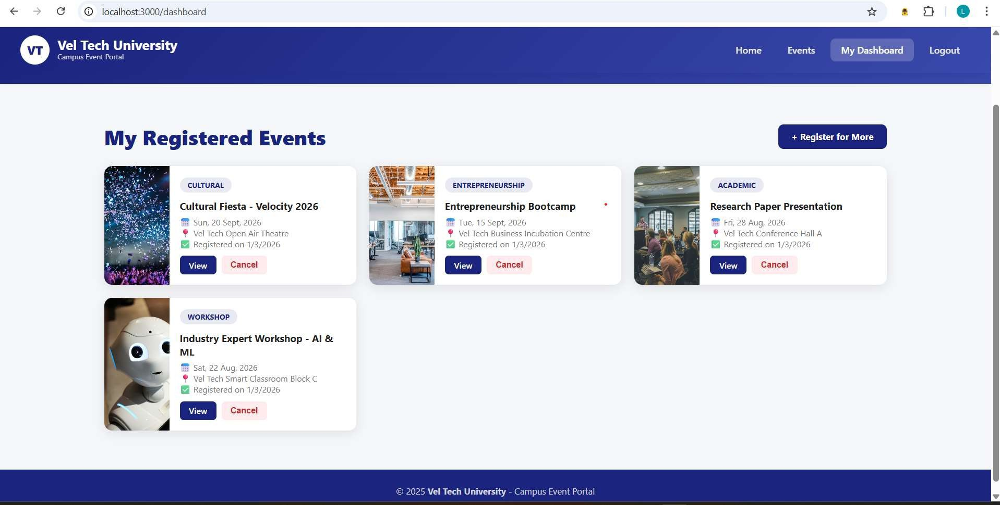 localhost:3000/dashboard
L
VT
Vel Tech University
Campus Event Portal
Home
Events
My Dashboard
Logout
My Registered Events
+ Register for More
CULTURAL
Cultural Fiesta - Velocity 2026
Sun, 20 Sept, 2026
Vel Tech Open Air Theatre
Registered on 1/3/2026
View
Cancel
ENTREPRENEURSHIP
Entrepreneurship Bootcamp
Tue, 15 Sept, 2026
Vel Tech Business Incubation Centre
Registered on 1/3/2026
View
Cancel
ACADEMIC
Research Paper Presentation
Fri, 28 Aug, 2026
Vel Tech Conference Hall A
Registered on 1/3/2026
View
Cancel
WORKSHOP
Industry Expert Workshop - AI &
ML
Sat, 22 Aug, 2026
Vel Tech Smart Classroom Block C
Registered on 1/3/2026
View
Cancel
© 2025 Vel Tech University - Campus Event Portal